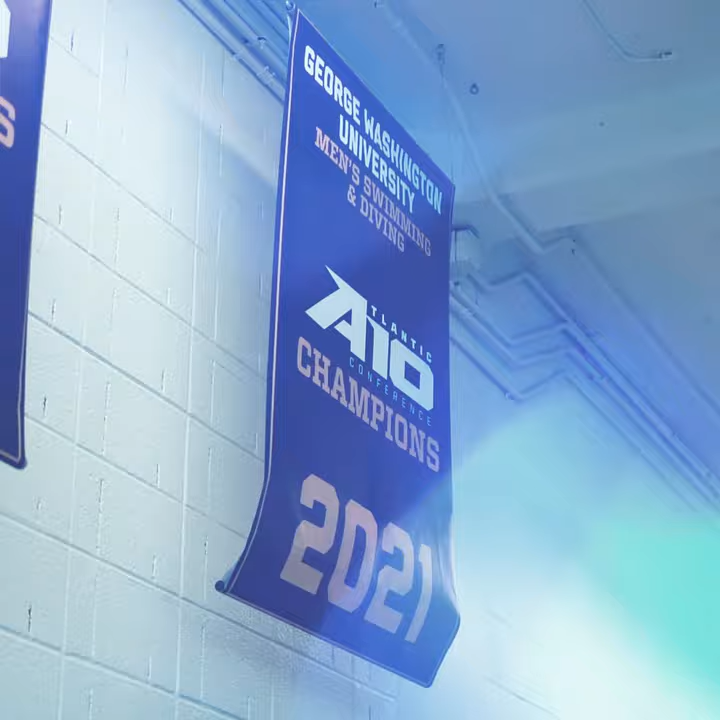 GEORGE WASHINGTON
UNIVERSITY
MEN'S SWIMMING
& DIVING
ATLANTIC
A10
CONFERENCE
CHAMPIONS
2021